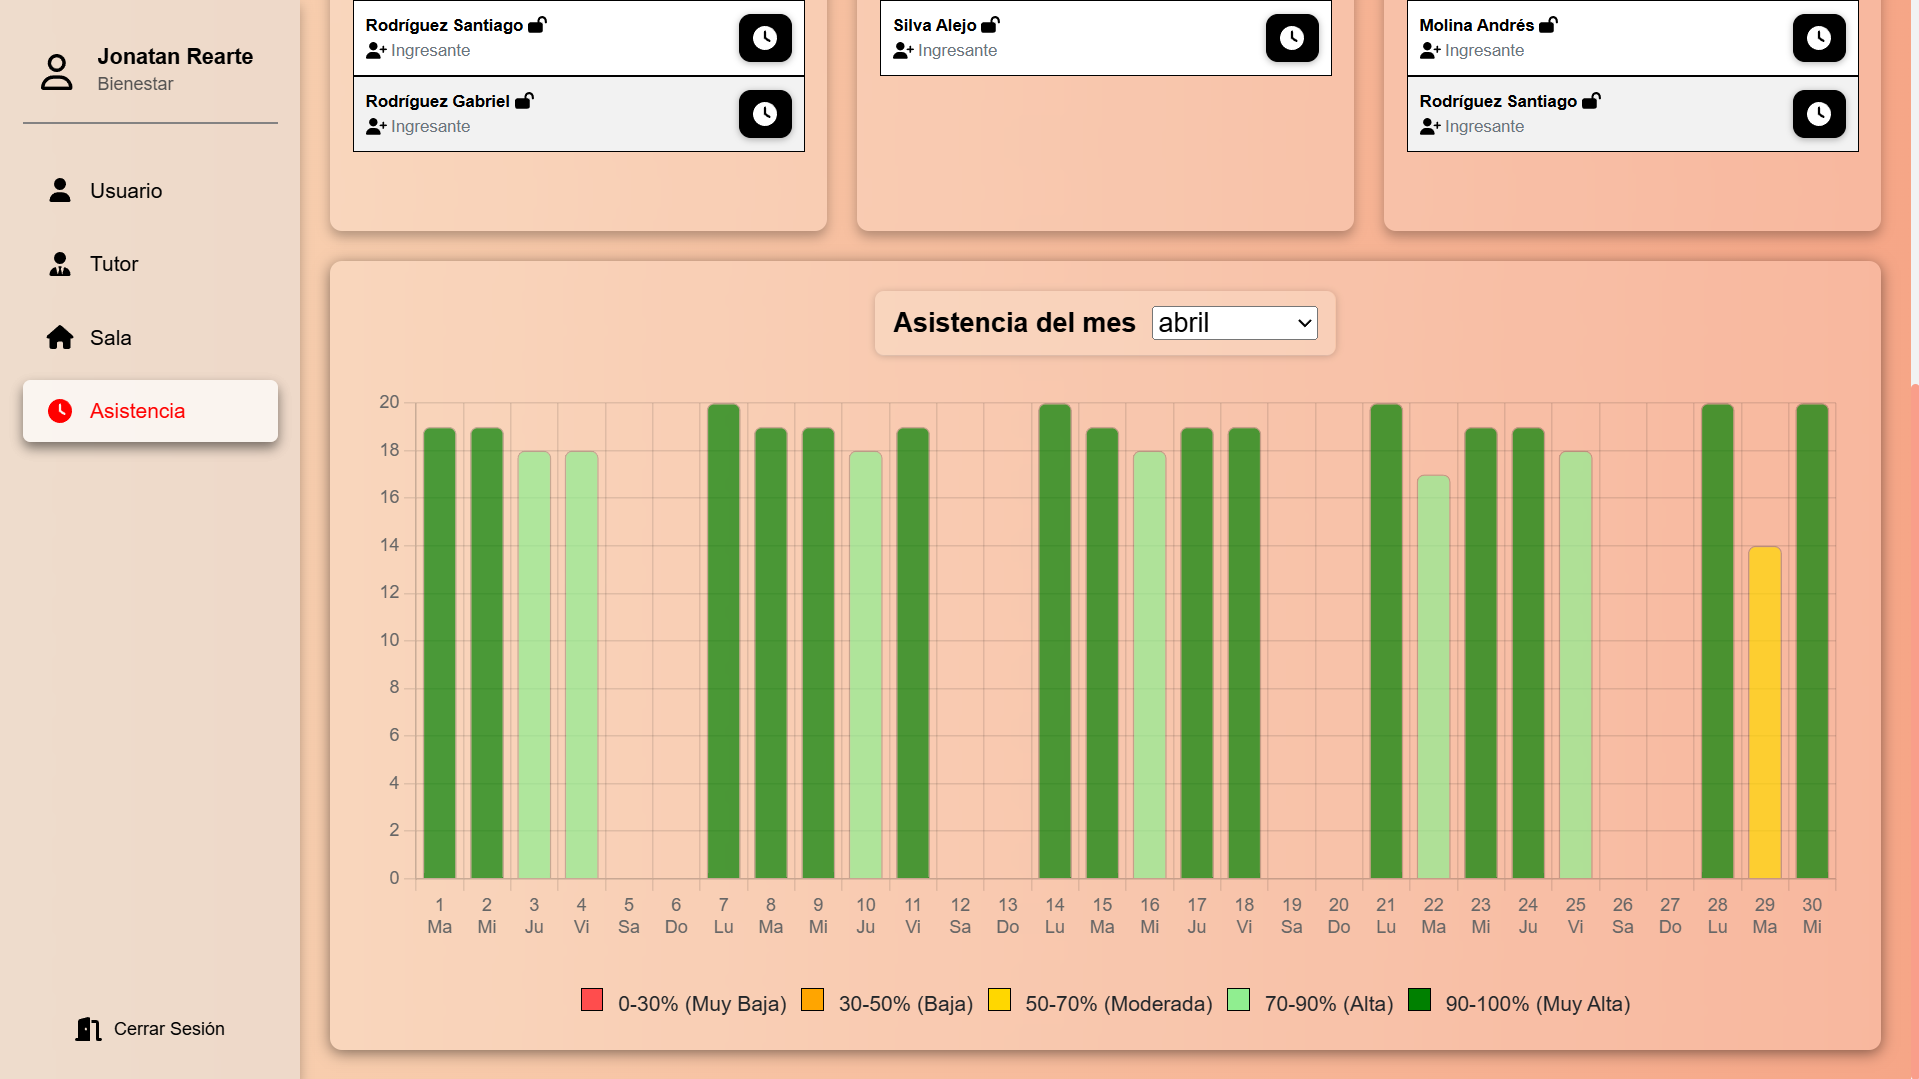 Jonatan Rearte
Bienestar
Usuario
Tutor
Sala
Asistencia
Cerrar Sesión
Rodríguez Santiago
Ingresante
Rodríguez Gabriel
Ingresante
Silva Alejo
Ingresante
Molina Andrés
Ingresante
Rodríguez Santiago
Ingresante
Asistencia del mes abril
20
18
16
14
12
10
8
6
4
2
0
1 2 3 4 5 6 7 8 9 10 11 12 13 14 15 16 17 18 19 20 21 22 23 24 25 26 27 28 29 30
Ma Mi Ju Vi Sa Do Lu Ma Mi Ju Vi Sa Do Lu Ma Mi Ju Vi Sa Do Lu Ma Mi Ju Vi Sa Do Lu Ma Mi
0-30% (Muy Baja) 30-50% (Baja) 50-70% (Moderada) 70-90% (Alta) 90-100% (Muy Alta)